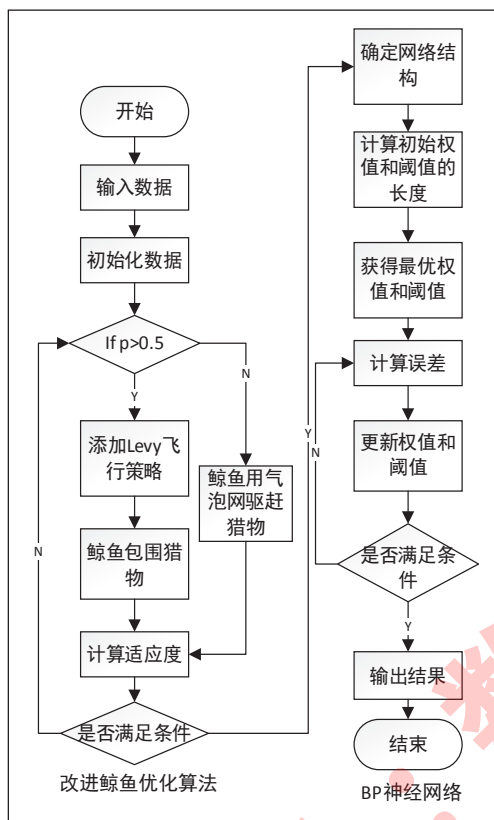 开始
输入数据
初始化数据
If p>0.5
Y
N
添加Levy飞
行策略
鲸鱼用气
泡网驱赶
猎物
鲸鱼包围猎
物
N
计算适应度
是否满足条件
Y
改进鲸鱼优化算法
确定网络结
构
计算初始权
值和阈值的
长度
获得最优权
值和阈值
计算误差
更新权值和
阈值
N
是否满足条
件
Y
输出结果
结束
BP神经网络